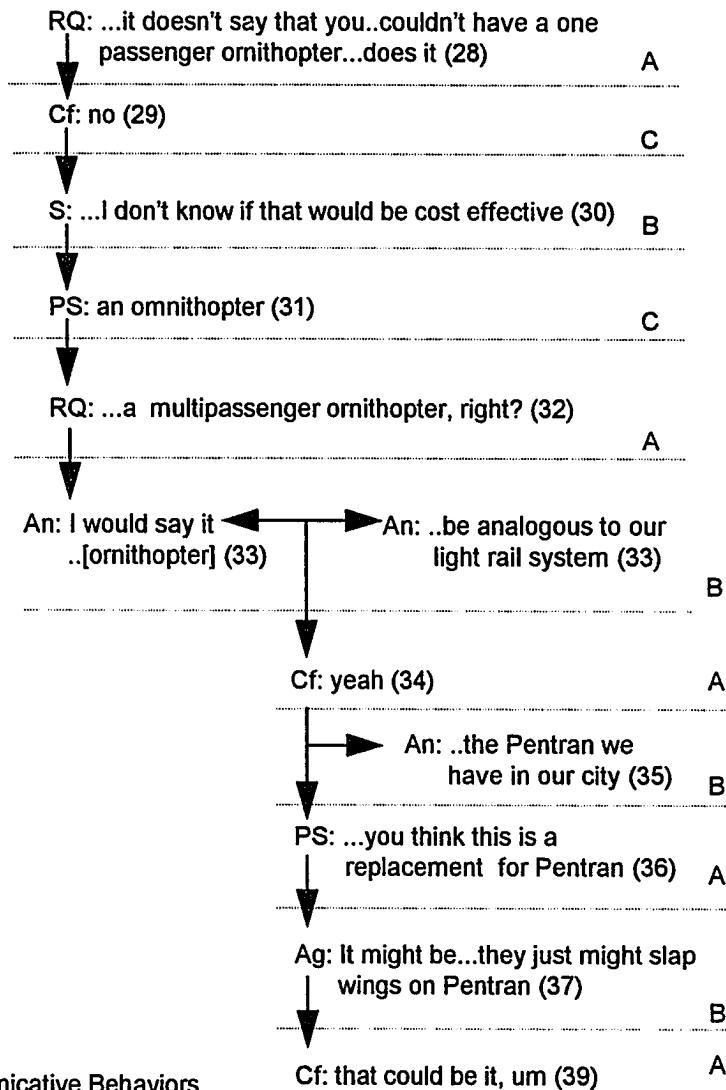 RQ: ...it doesn't say that you..couldn't have a one
passenger ornithopter...does it (28)
A
Cf: no (29)
C
S: ...I don't know if that would be cost effective (30)
B
PS: an omnithopter (31)
C
RQ: ...a multipassenger ornithopter, right? (32)
A
An: I would say it
..[ornithopter] (33)
An: ..be analogous to our
light rail system (33)
B
Cf: yeah (34)
A
An: ..the Pentran we
have in our city (35)
B
PS: ...you think this is a
replacement for Pentran (36)
A
Ag: It might be...they just might slap
wings on Pentran (37)
B
Cf: that could be it, um (39)
A
nicative Behaviors